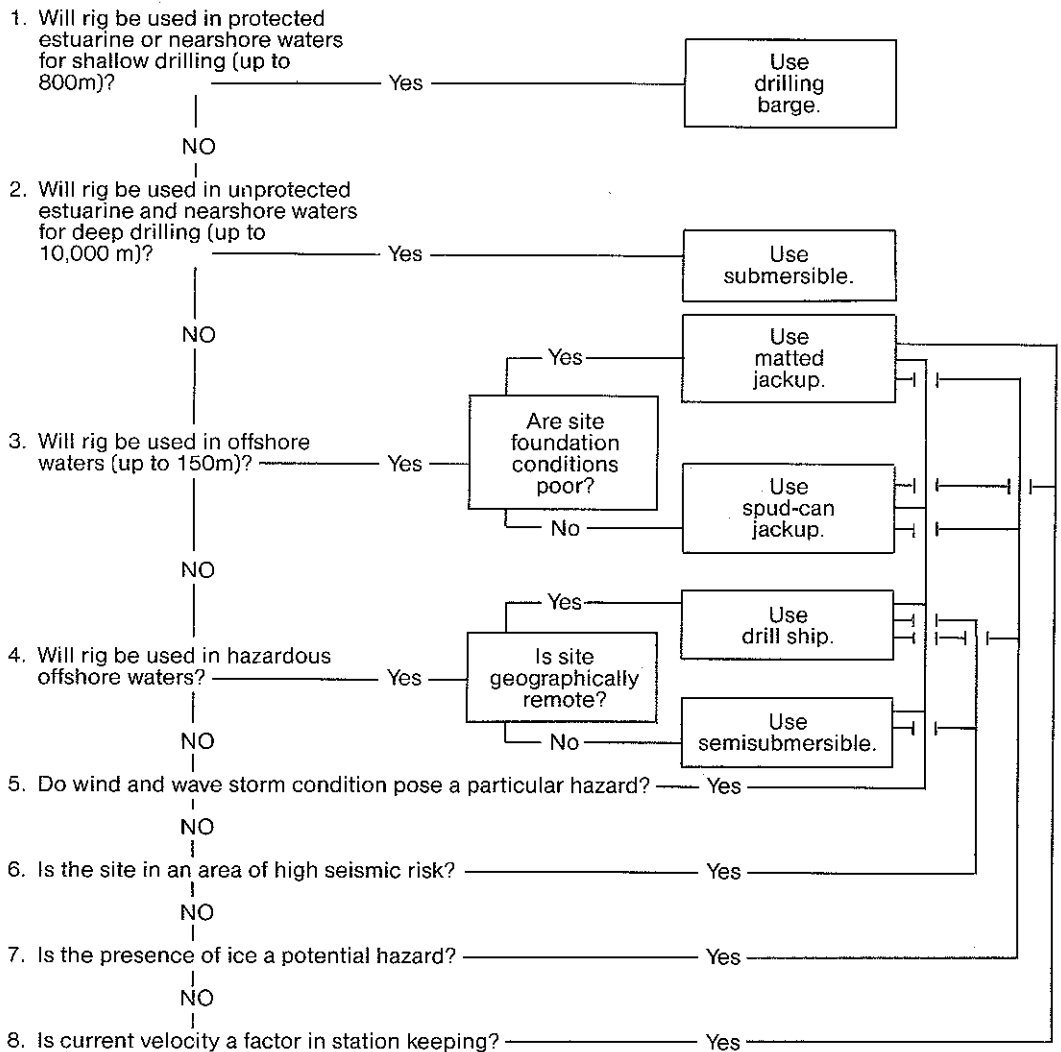 1. Will rig be used in protected
estuarine or nearshore waters
for shallow drilling (up to
800m)?
Yes
Use
drilling
barge.
NO
2. Will rig be used in unprotected
estuarine and nearshore waters
for deep drilling (up to
10,000 m)?
Yes
Use
submersible.
NO
3. Will rig be used in offshore
waters (up to 150m)?
Yes
Are site
foundation
conditions
poor?
Yes
Use
matted
jackup.
No
Use
spud-can
jackup.
NO
4. Will rig be used in hazardous
offshore waters?
Yes
Is site
geographically
remote?
Yes
Use
drill ship.
No
Use
semisubmersible.
NO
5. Do wind and wave storm condition pose a particular hazard?
Yes
NO
6. Is the site in an area of high seismic risk?
Yes
NO
7. Is the presence of ice a potential hazard?
Yes
NO
8. Is current velocity a factor in station keeping?
Yes